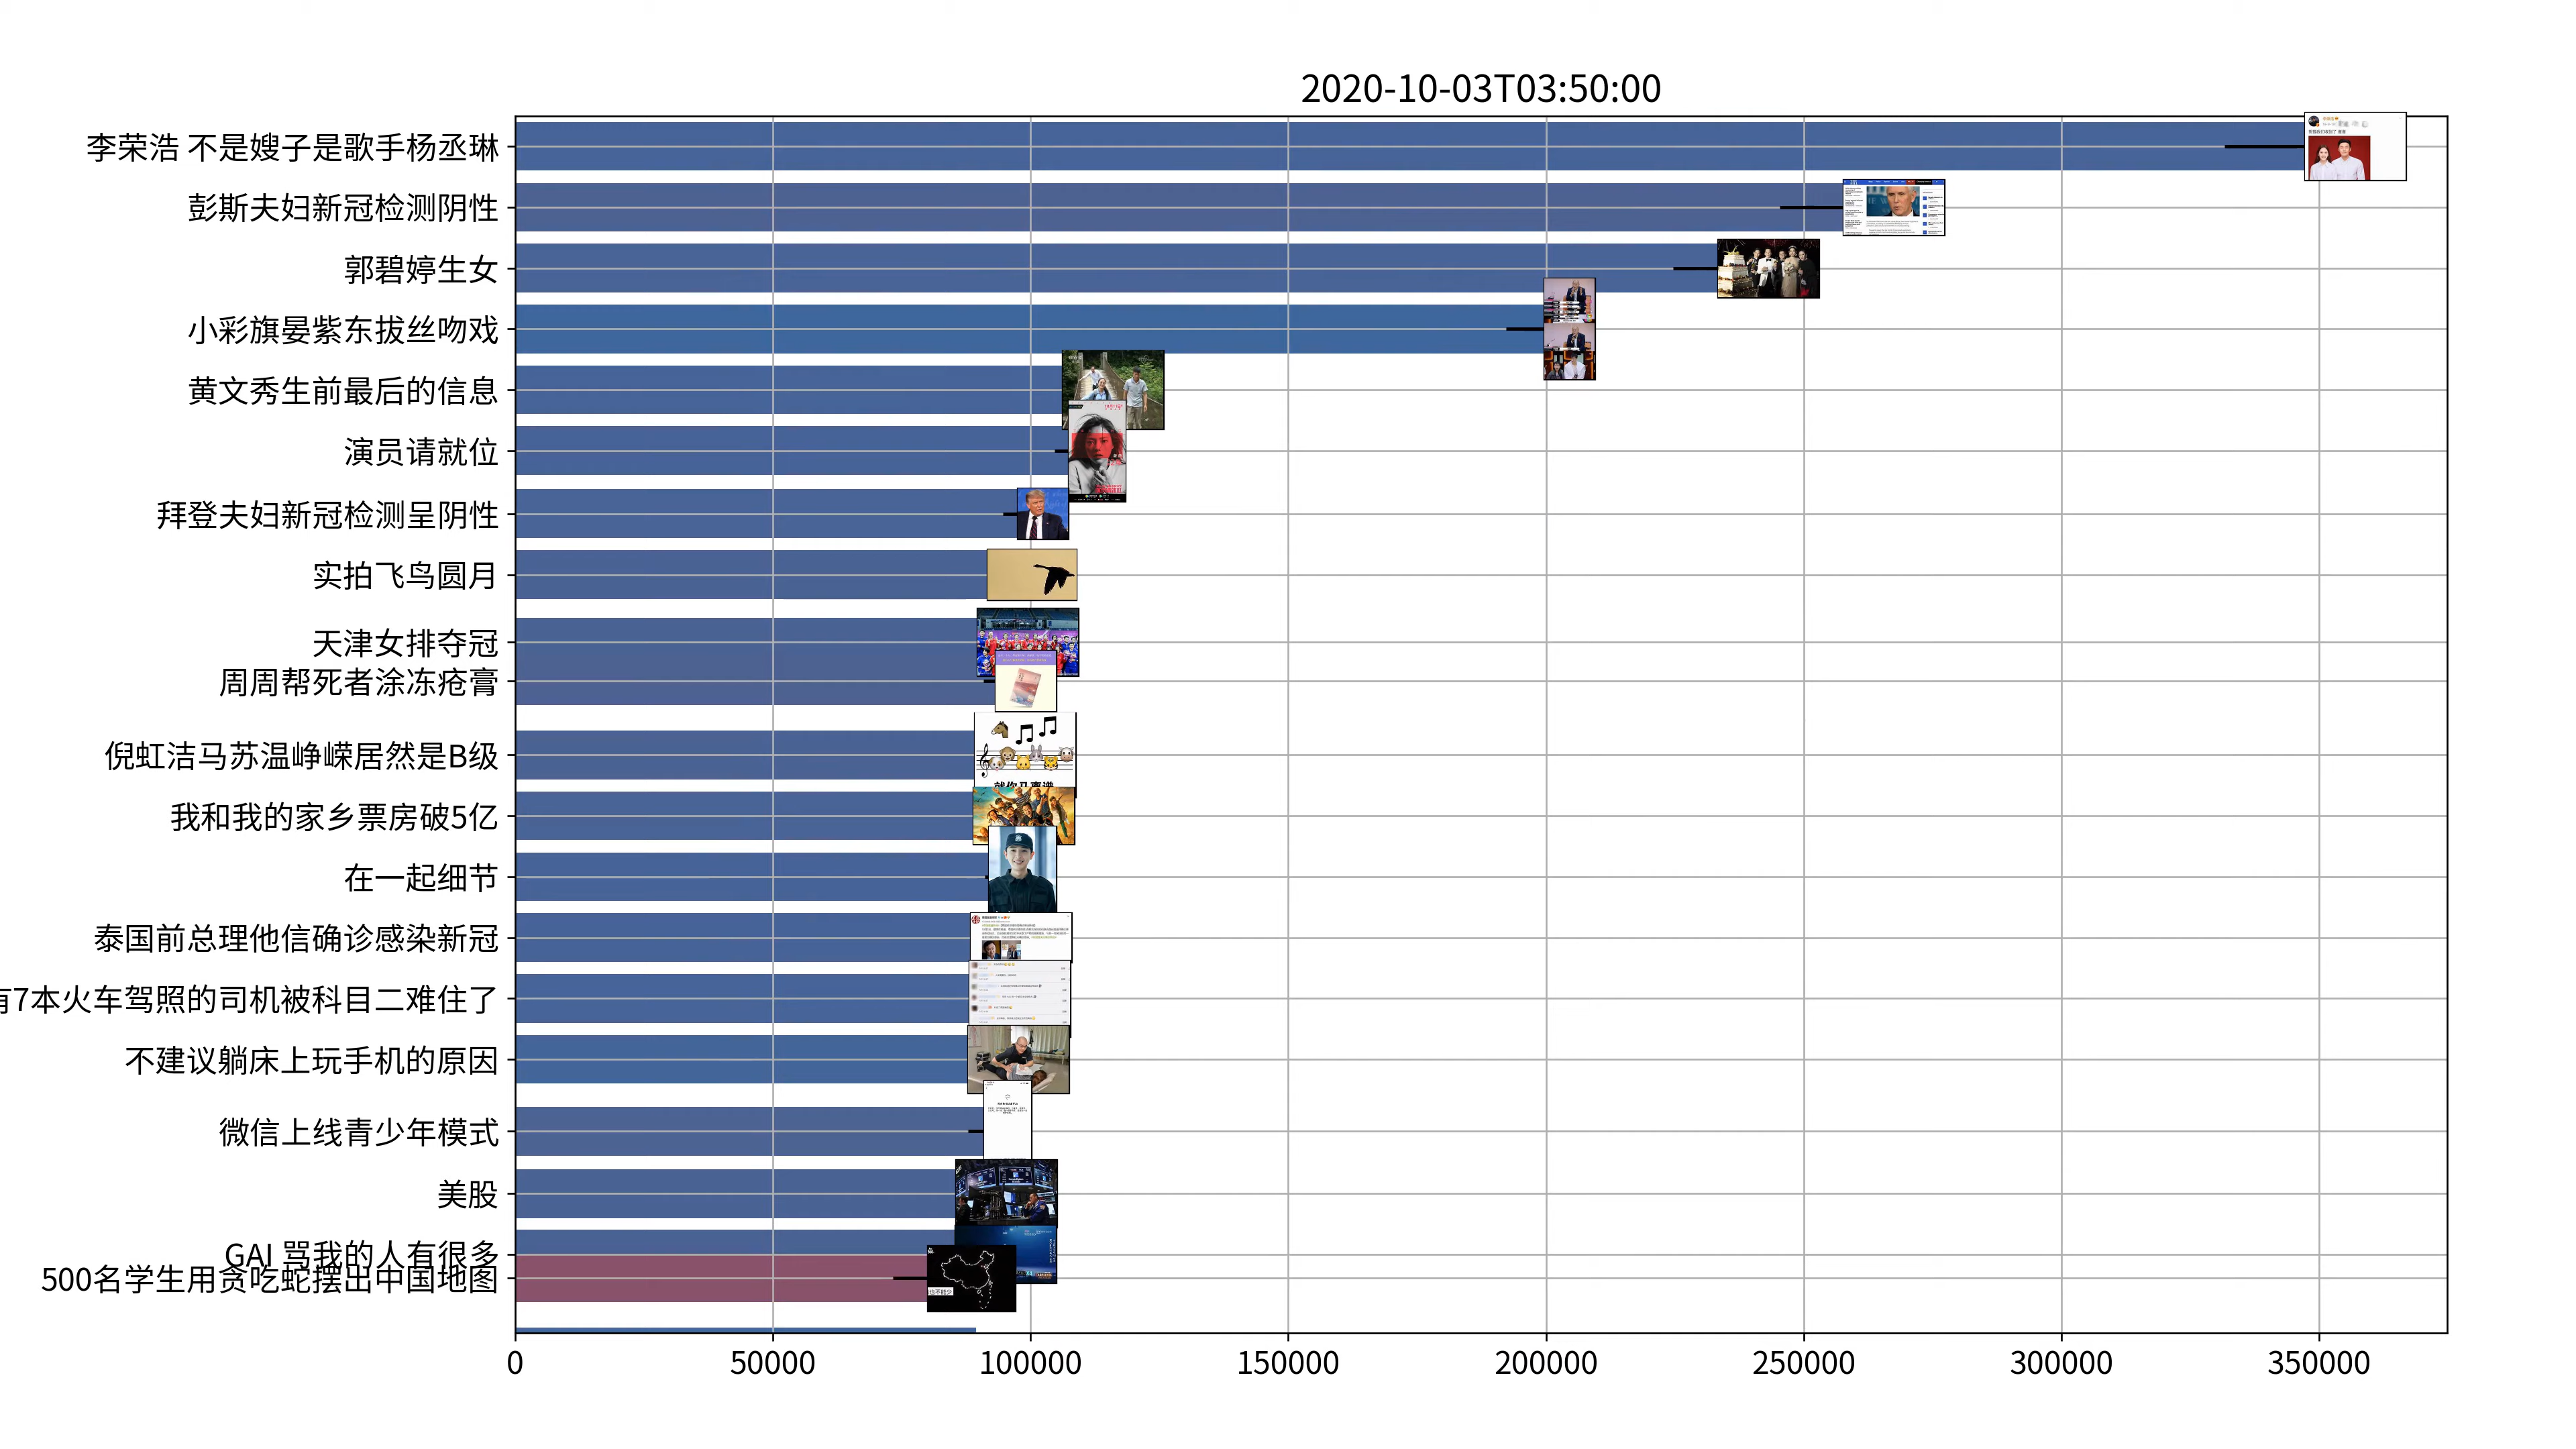 2020-10-03T03:50:00
李荣浩 不是嫂子是歌手杨丞琳
彭斯夫妇新冠检测阴性
郭碧婷生女
小彩旗晏紫东拔丝吻戏
黄文秀生前最后的信息
演员请就位
拜登夫妇新冠检测呈阴性
实拍飞鸟圆月
天津女排夺冠
周周帮死者涂冻疮膏
倪虹洁马苏温峥嵘居然是B级
我和我的家乡票房破5亿
在一起细节
泰国前总理他信确诊感染新冠
有7本火车驾照的司机被科目二难住了
不建议躺床上玩手机的原因
微信上线青少年模式
美股
GAI 骂我的人有很多
500名学生用贪吃蛇摆出中国地图
0 50000 100000 150000 200000 250000 300000 350000